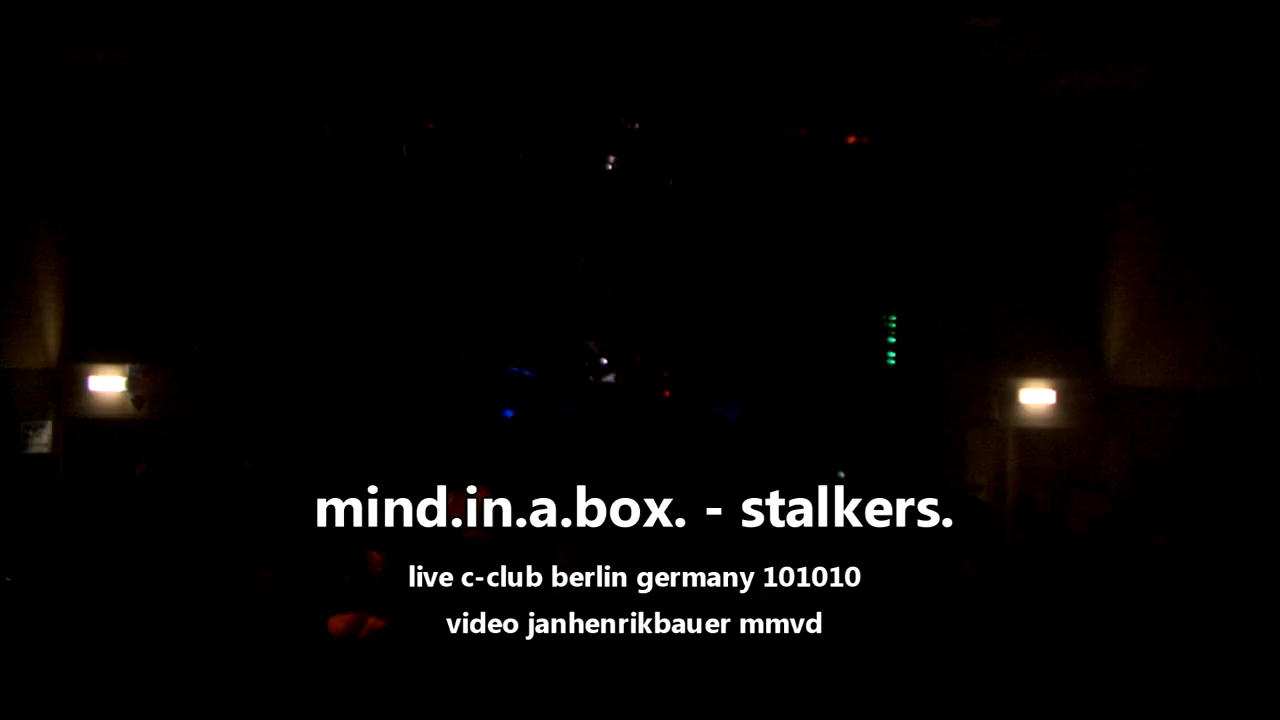 mind.in.a.box. - stalkers.
live c-club berlin germany 101010
video janhenrikbauer mmvd